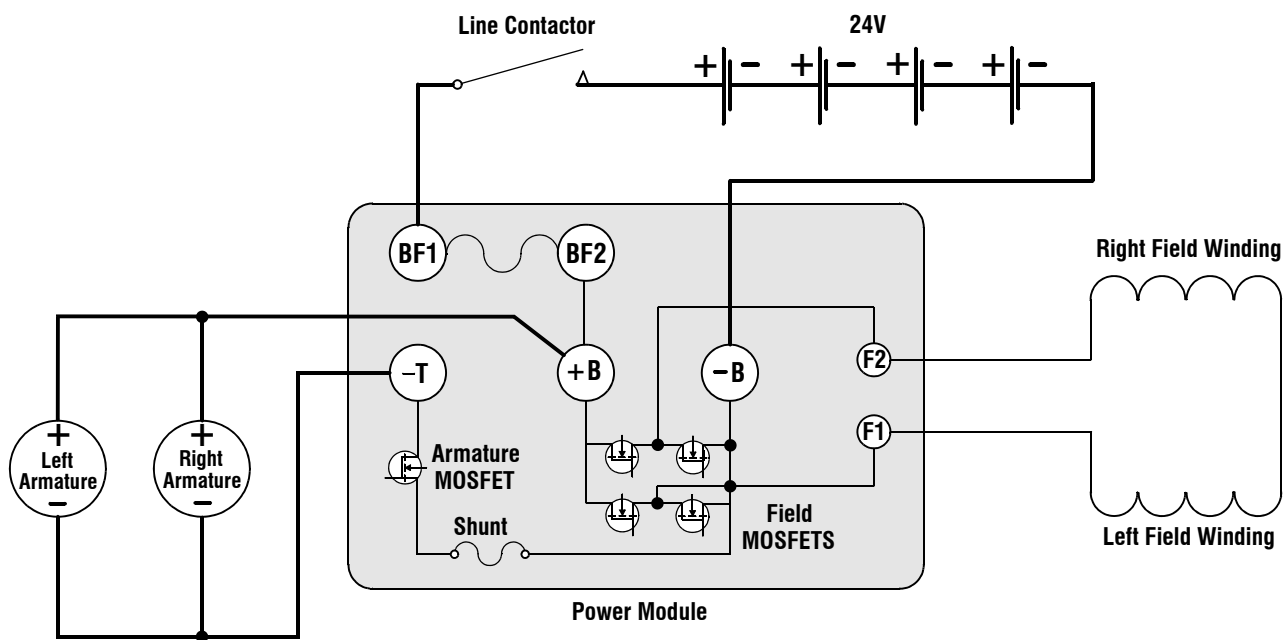 Line Contactor
24V
+ - + - + - + -
BF1
BF2
Right Field Winding
−T
+B
−B
F2
F1
+
Left
Armature
−
+
Right
Armature
−
Armature
MOSFET
Shunt
Field
MOSFETS
Left Field Winding
Power Module